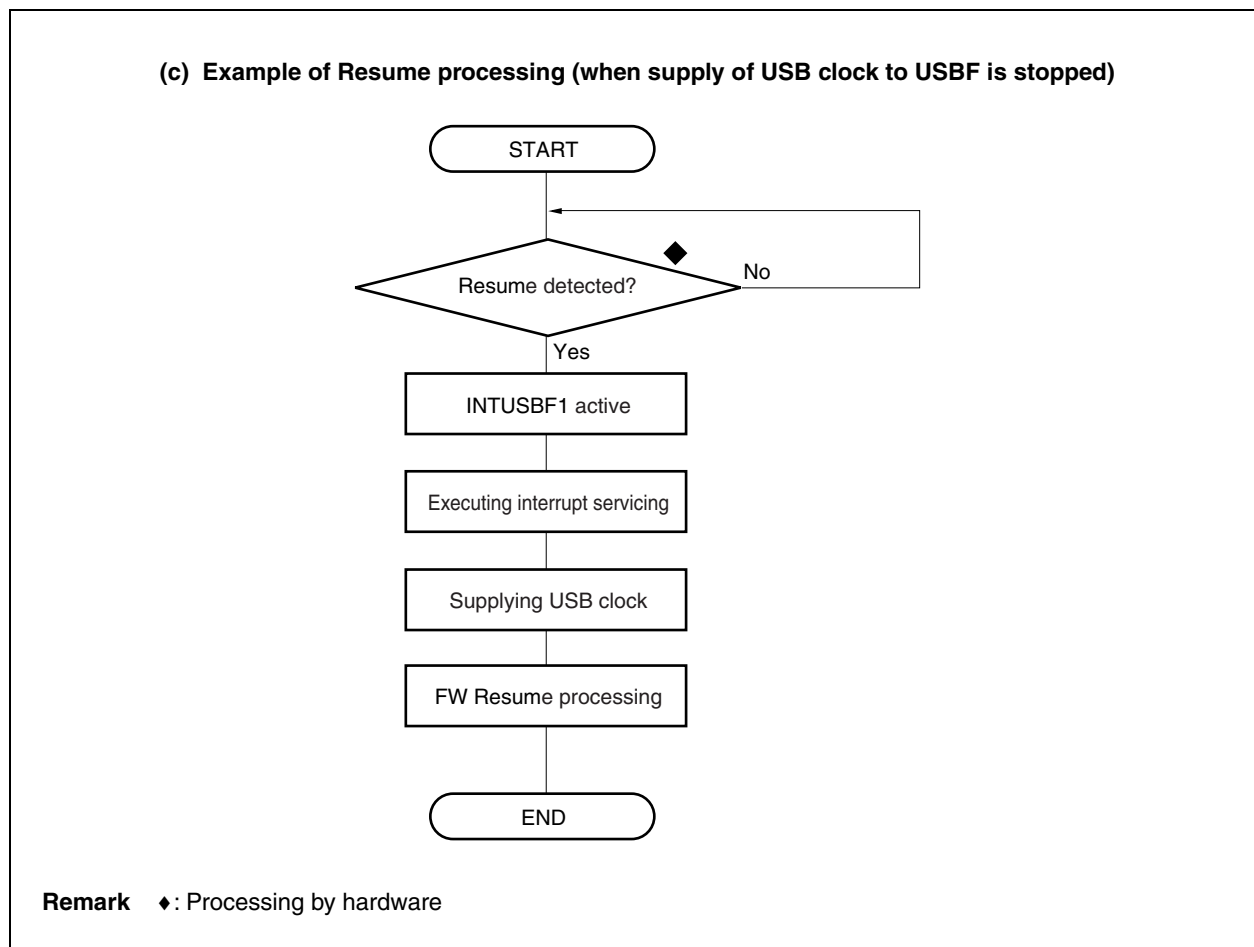 (c) Example of Resume processing (when supply of USB clock to USBF is stopped)
START
Resume detected?
No
Yes
INTUSBF1 active
Executing interrupt servicing
Supplying USB clock
FW Resume processing
END
Remark ♦: Processing by hardware